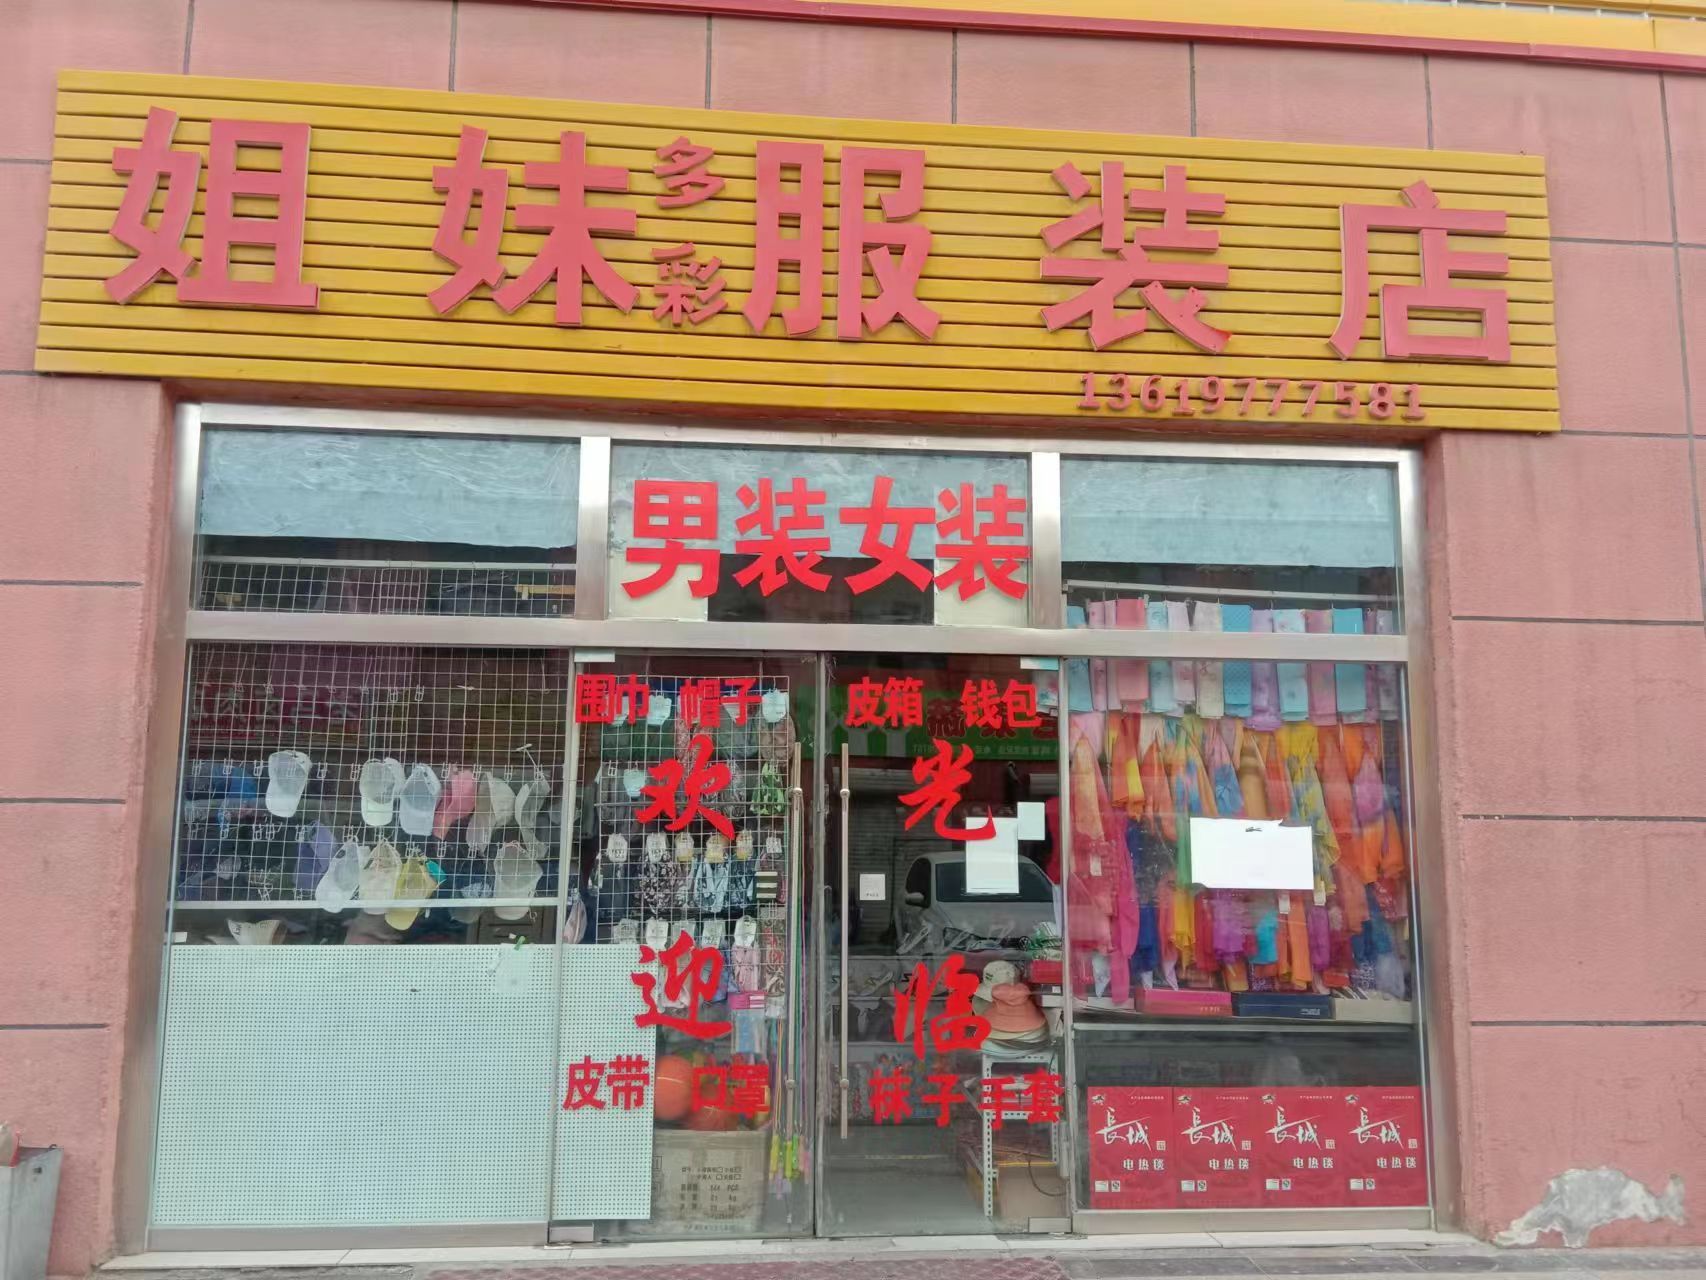 姐妹多彩服装店
13619777581
男装女装
围巾 帽子 皮箱 钱包
欢迎光临
皮带 口罩 袜子 手套
長城 長城 長城 長城
电热毯 电热毯 电热毯 电热毯